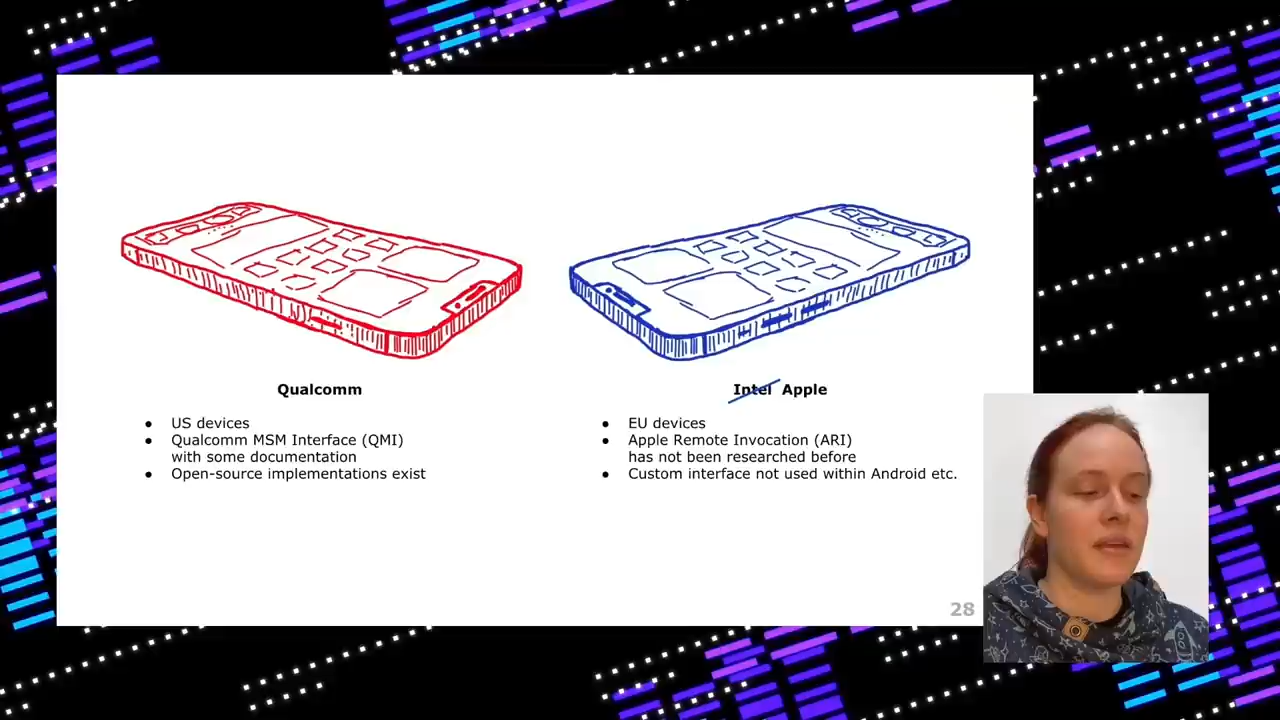 Qualcomm
● US devices
● Qualcomm MSM Interface (QMI)
with some documentation
● Open-source implementations exist
Intel Apple
● EU devices
● Apple Remote Invocation (ARI)
has not been researched before
● Custom interface not used within Android etc.
28